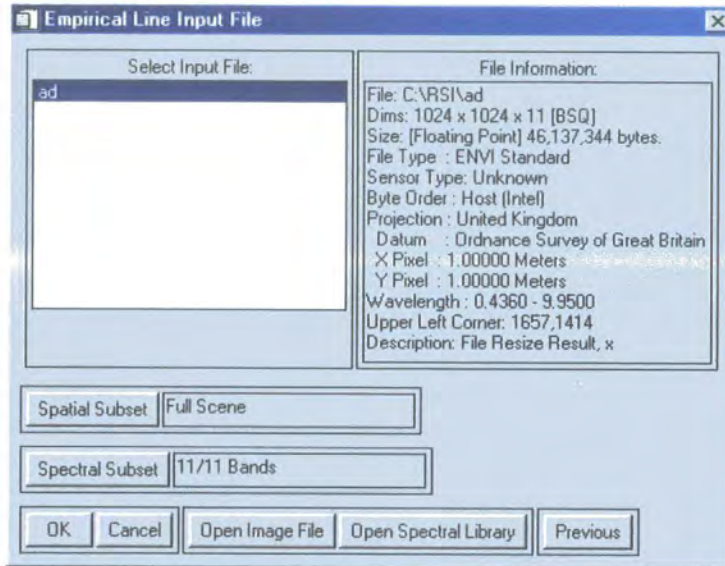 Empirical Line Input File
Select Input File:
ad
File Information:
File: C:\RSI\ad
Dims: 1024 x 1024 x 11 [BSQ]
Size: [Floating Point] 46,137,344 bytes.
File Type : ENVI Standard
Sensor Type: Unknown
Byte Order : Host (Intel)
Projection : United Kingdom
Datum : Ordnance Survey of Great Britain
X Pixel : 1.00000 Meters
Y Pixel : 1.00000 Meters
Wavelength : 0.4360 - 9.9500
Upper Left Corner: 1657,1414
Description: File Resize Result, x
Spatial Subset Full Scene
Spectral Subset 11/11 Bands
OK Cancel Open Image File Open Spectral Library Previous